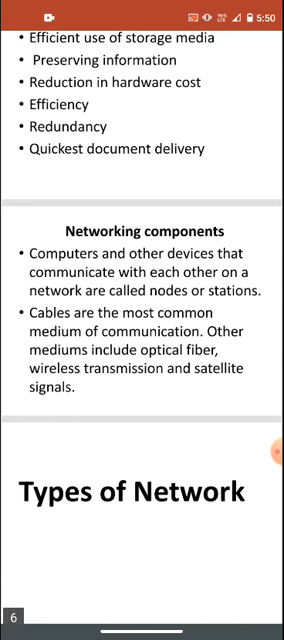 5:50
• Efficient use of storage media
• Preserving information
• Reduction in hardware cost
• Efficiency
• Redundancy
• Quickest document delivery
Networking components
• Computers and other devices that
communicate with each other on a
network are called nodes or stations.
• Cables are the most common
medium of communication. Other
mediums include optical fiber,
wireless transmission and satellite
signals.
Types of Network
6